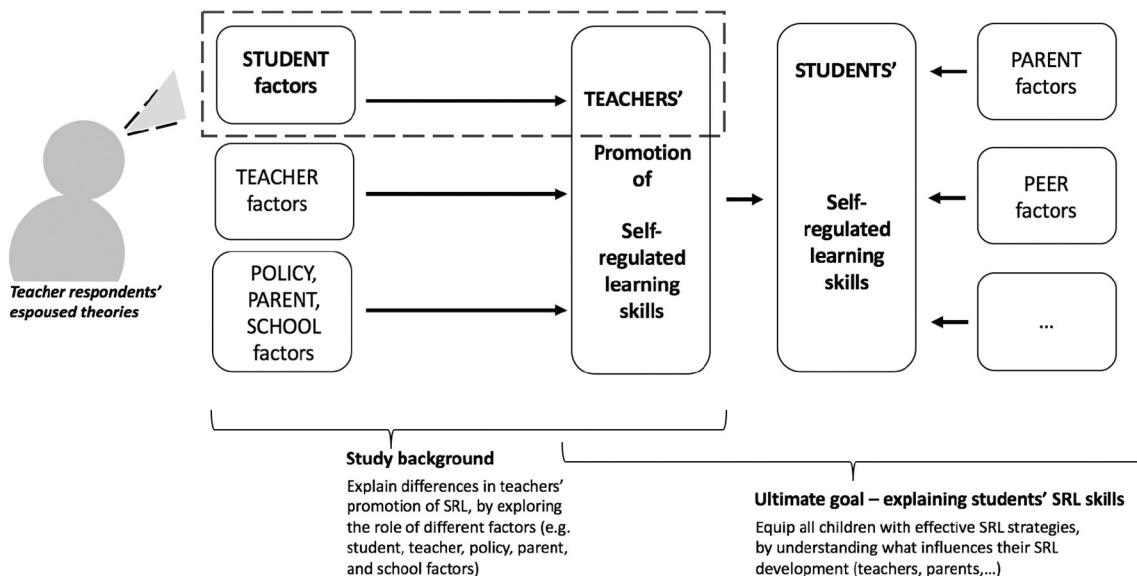 STUDENT
factors
TEACHER
factors
POLICY,
PARENT,
SCHOOL
factors
Teacher respondents’
espoused theories
TEACHERS’
Promotion
of
Self-
regulated
learning
skills
STUDENTS’
Self-
regulated
learning
skills
PARENT
factors
PEER
factors
...
Study background
Explain differences in teachers’
promotion of SRL, by exploring
the role of different factors (e.g.
student, teacher, policy, parent,
and school factors)
Ultimate goal – explaining students’ SRL skills
Equip all children with effective SRL strategies,
by understanding what influences their SRL
development (teachers, parents,...)